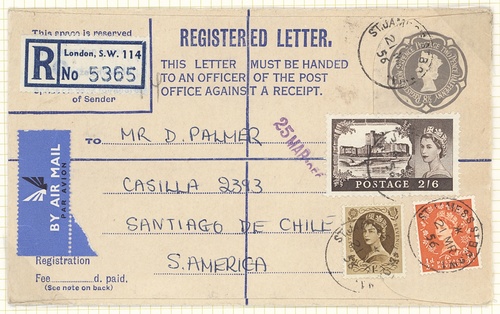 This space is reserved
R London, S.W. 114
No 5365
of Sender
REGISTERED LETTER.
THIS LETTER MUST BE HANDED
TO AN OFFICER OF THE POST
OFFICE AGAINST A RECEIPT.
TO MR D. PALMER
CASILLA 2393
SANTIAGO DE CHILE
S. AMERICA
BY AIR MAIL
PAR AVION
25 MAR
POSTAGE 2/6
Registration
Fee d. paid.
(See note on back)